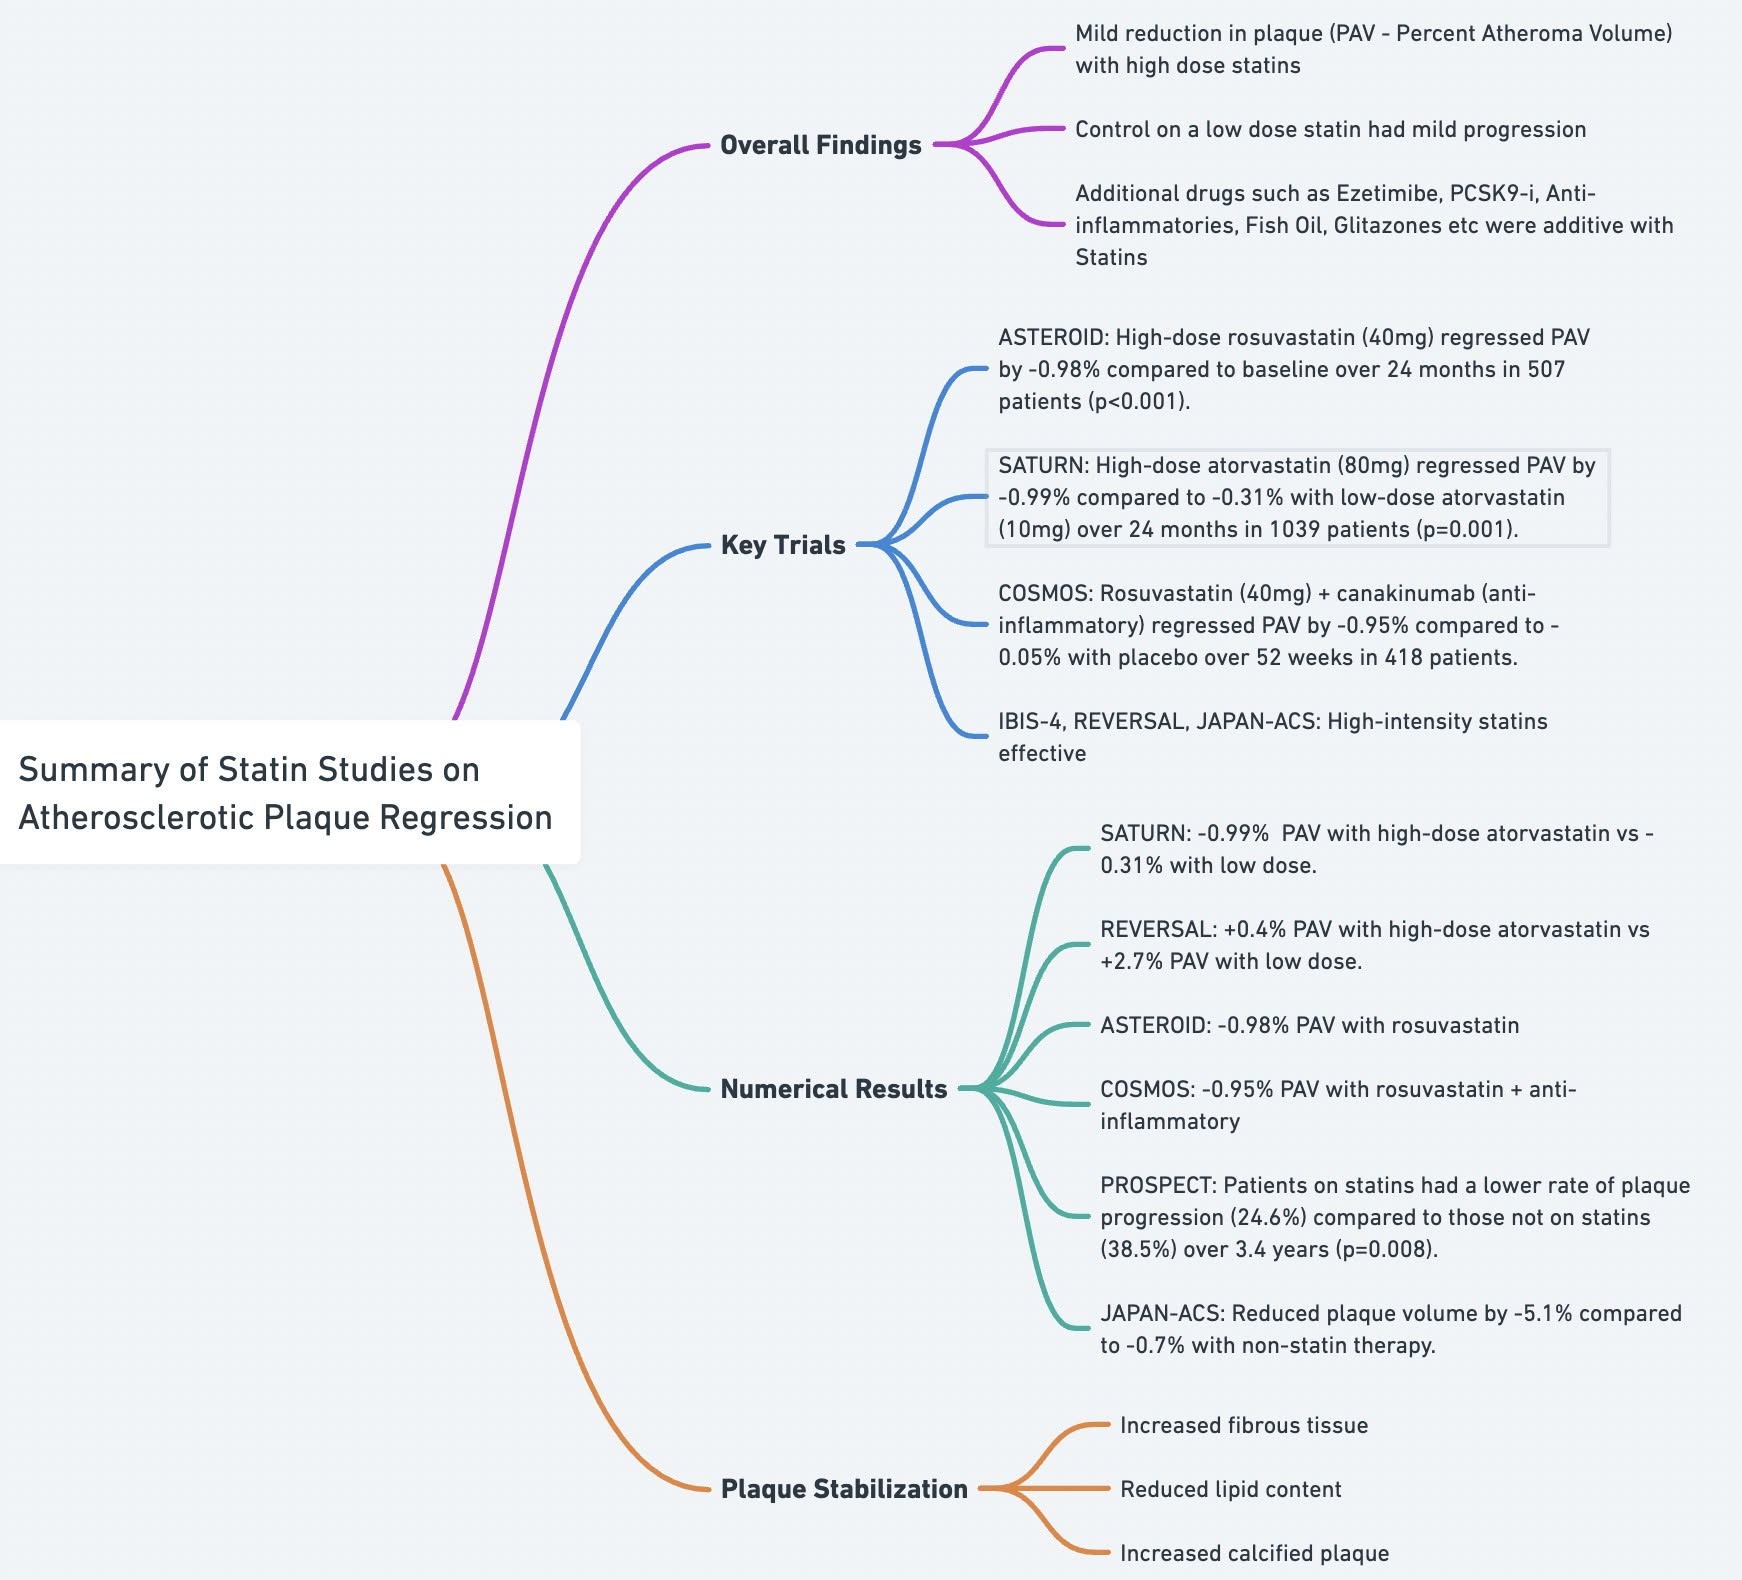 Summary of Statin Studies on
Atherosclerotic Plaque Regression
Overall Findings
Mild reduction in plaque (PAV - Percent Atheroma Volume)
with high dose statins
Control on a low dose statin had mild progression
Additional drugs such as Ezetimibe, PCSK9-i, Anti-
inflammatories, Fish Oil, Glitazones etc were additive with
Statins
Key Trials
ASTEROID: High-dose rosuvastatin (40mg) regressed PAV
by -0.98% compared to baseline over 24 months in 507
patients (p<0.001).
SATURN: High-dose atorvastatin (80mg) regressed PAV by
-0.99% compared to -0.31% with low-dose atorvastatin
(10mg) over 24 months in 1039 patients (p=0.001).
COSMOS: Rosuvastatin (40mg) + canakinumab (anti-
inflammatory) regressed PAV by -0.95% compared to -
0.05% with placebo over 52 weeks in 418 patients.
IBIS-4, REVERSAL, JAPAN-ACS: High-intensity statins
effective
Numerical Results
SATURN: -0.99%  PAV with high-dose atorvastatin vs -
0.31% with low dose.
REVERSAL: +0.4% PAV with high-dose atorvastatin vs
+2.7% PAV with low dose.
ASTEROID: -0.98% PAV with rosuvastatin
COSMOS: -0.95% PAV with rosuvastatin + anti-
inflammatory
PROSPECT: Patients on statins had a lower rate of plaque
progression (24.6%) compared to those not on statins
(38.5%) over 3.4 years (p=0.008).
JAPAN-ACS: Reduced plaque volume by -5.1% compared
to -0.7% with non-statin therapy.
Plaque Stabilization
Increased fibrous tissue
Reduced lipid content
Increased calcified plaque